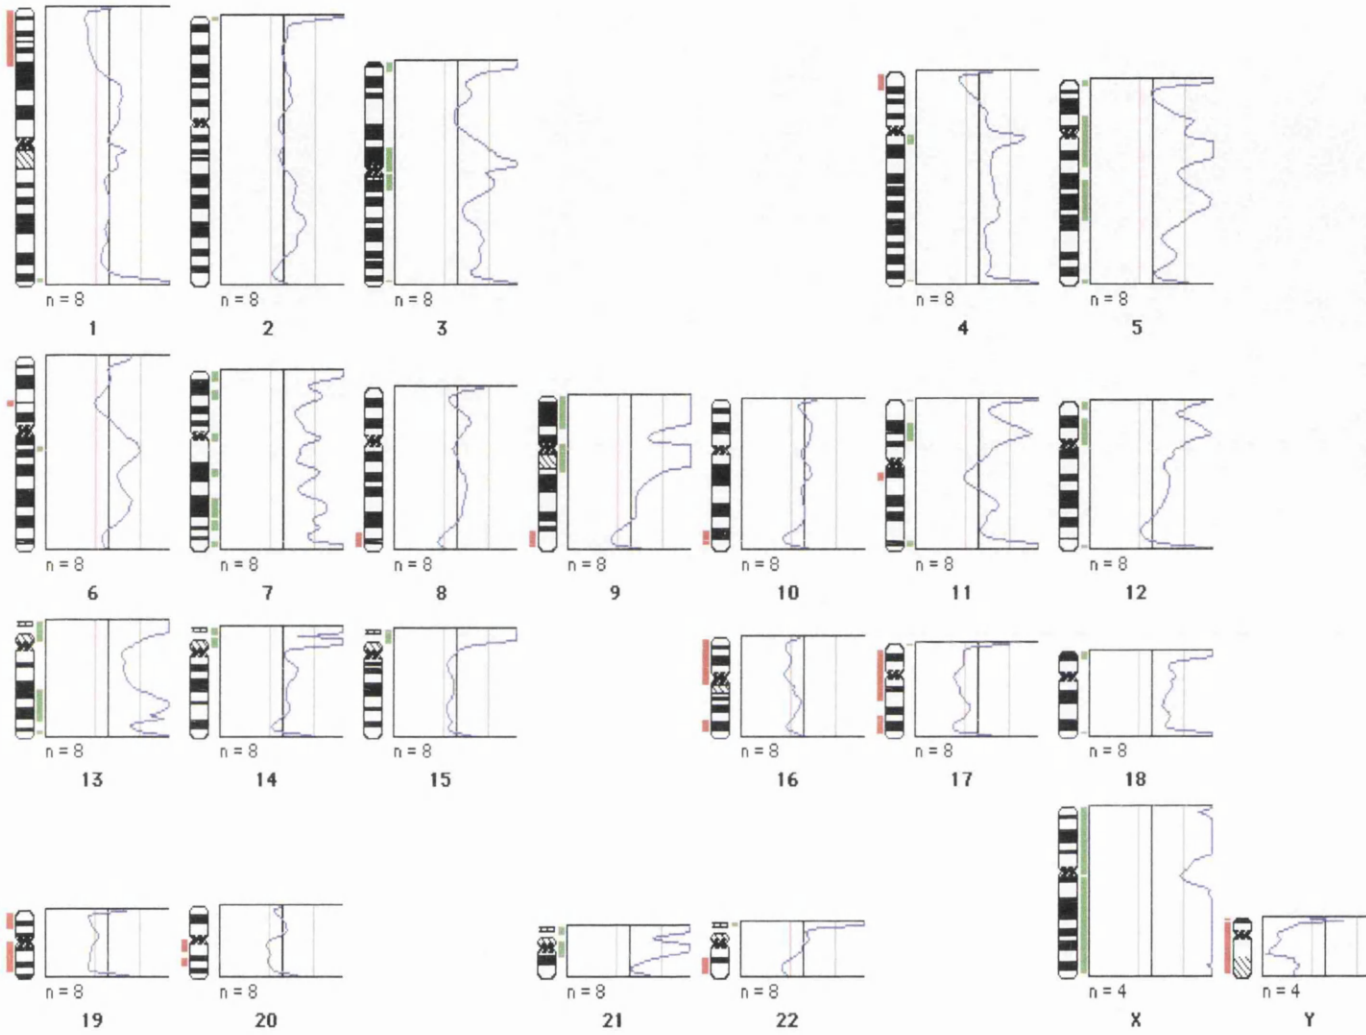 n = 8 n = 8 n = 8 n = 8 n = 8
1 2 3 4 5
n = 8 n = 8 n = 8 n = 8 n = 8 n = 8 n = 8
6 7 8 9 10 11 12
n = 8 n = 8 n = 8 n = 8 n = 8 n = 8
13 14 15 16 17 18
n = 8 n = 8 n = 8 n = 8 n = 4 n = 4
19 20 21 22 X Y